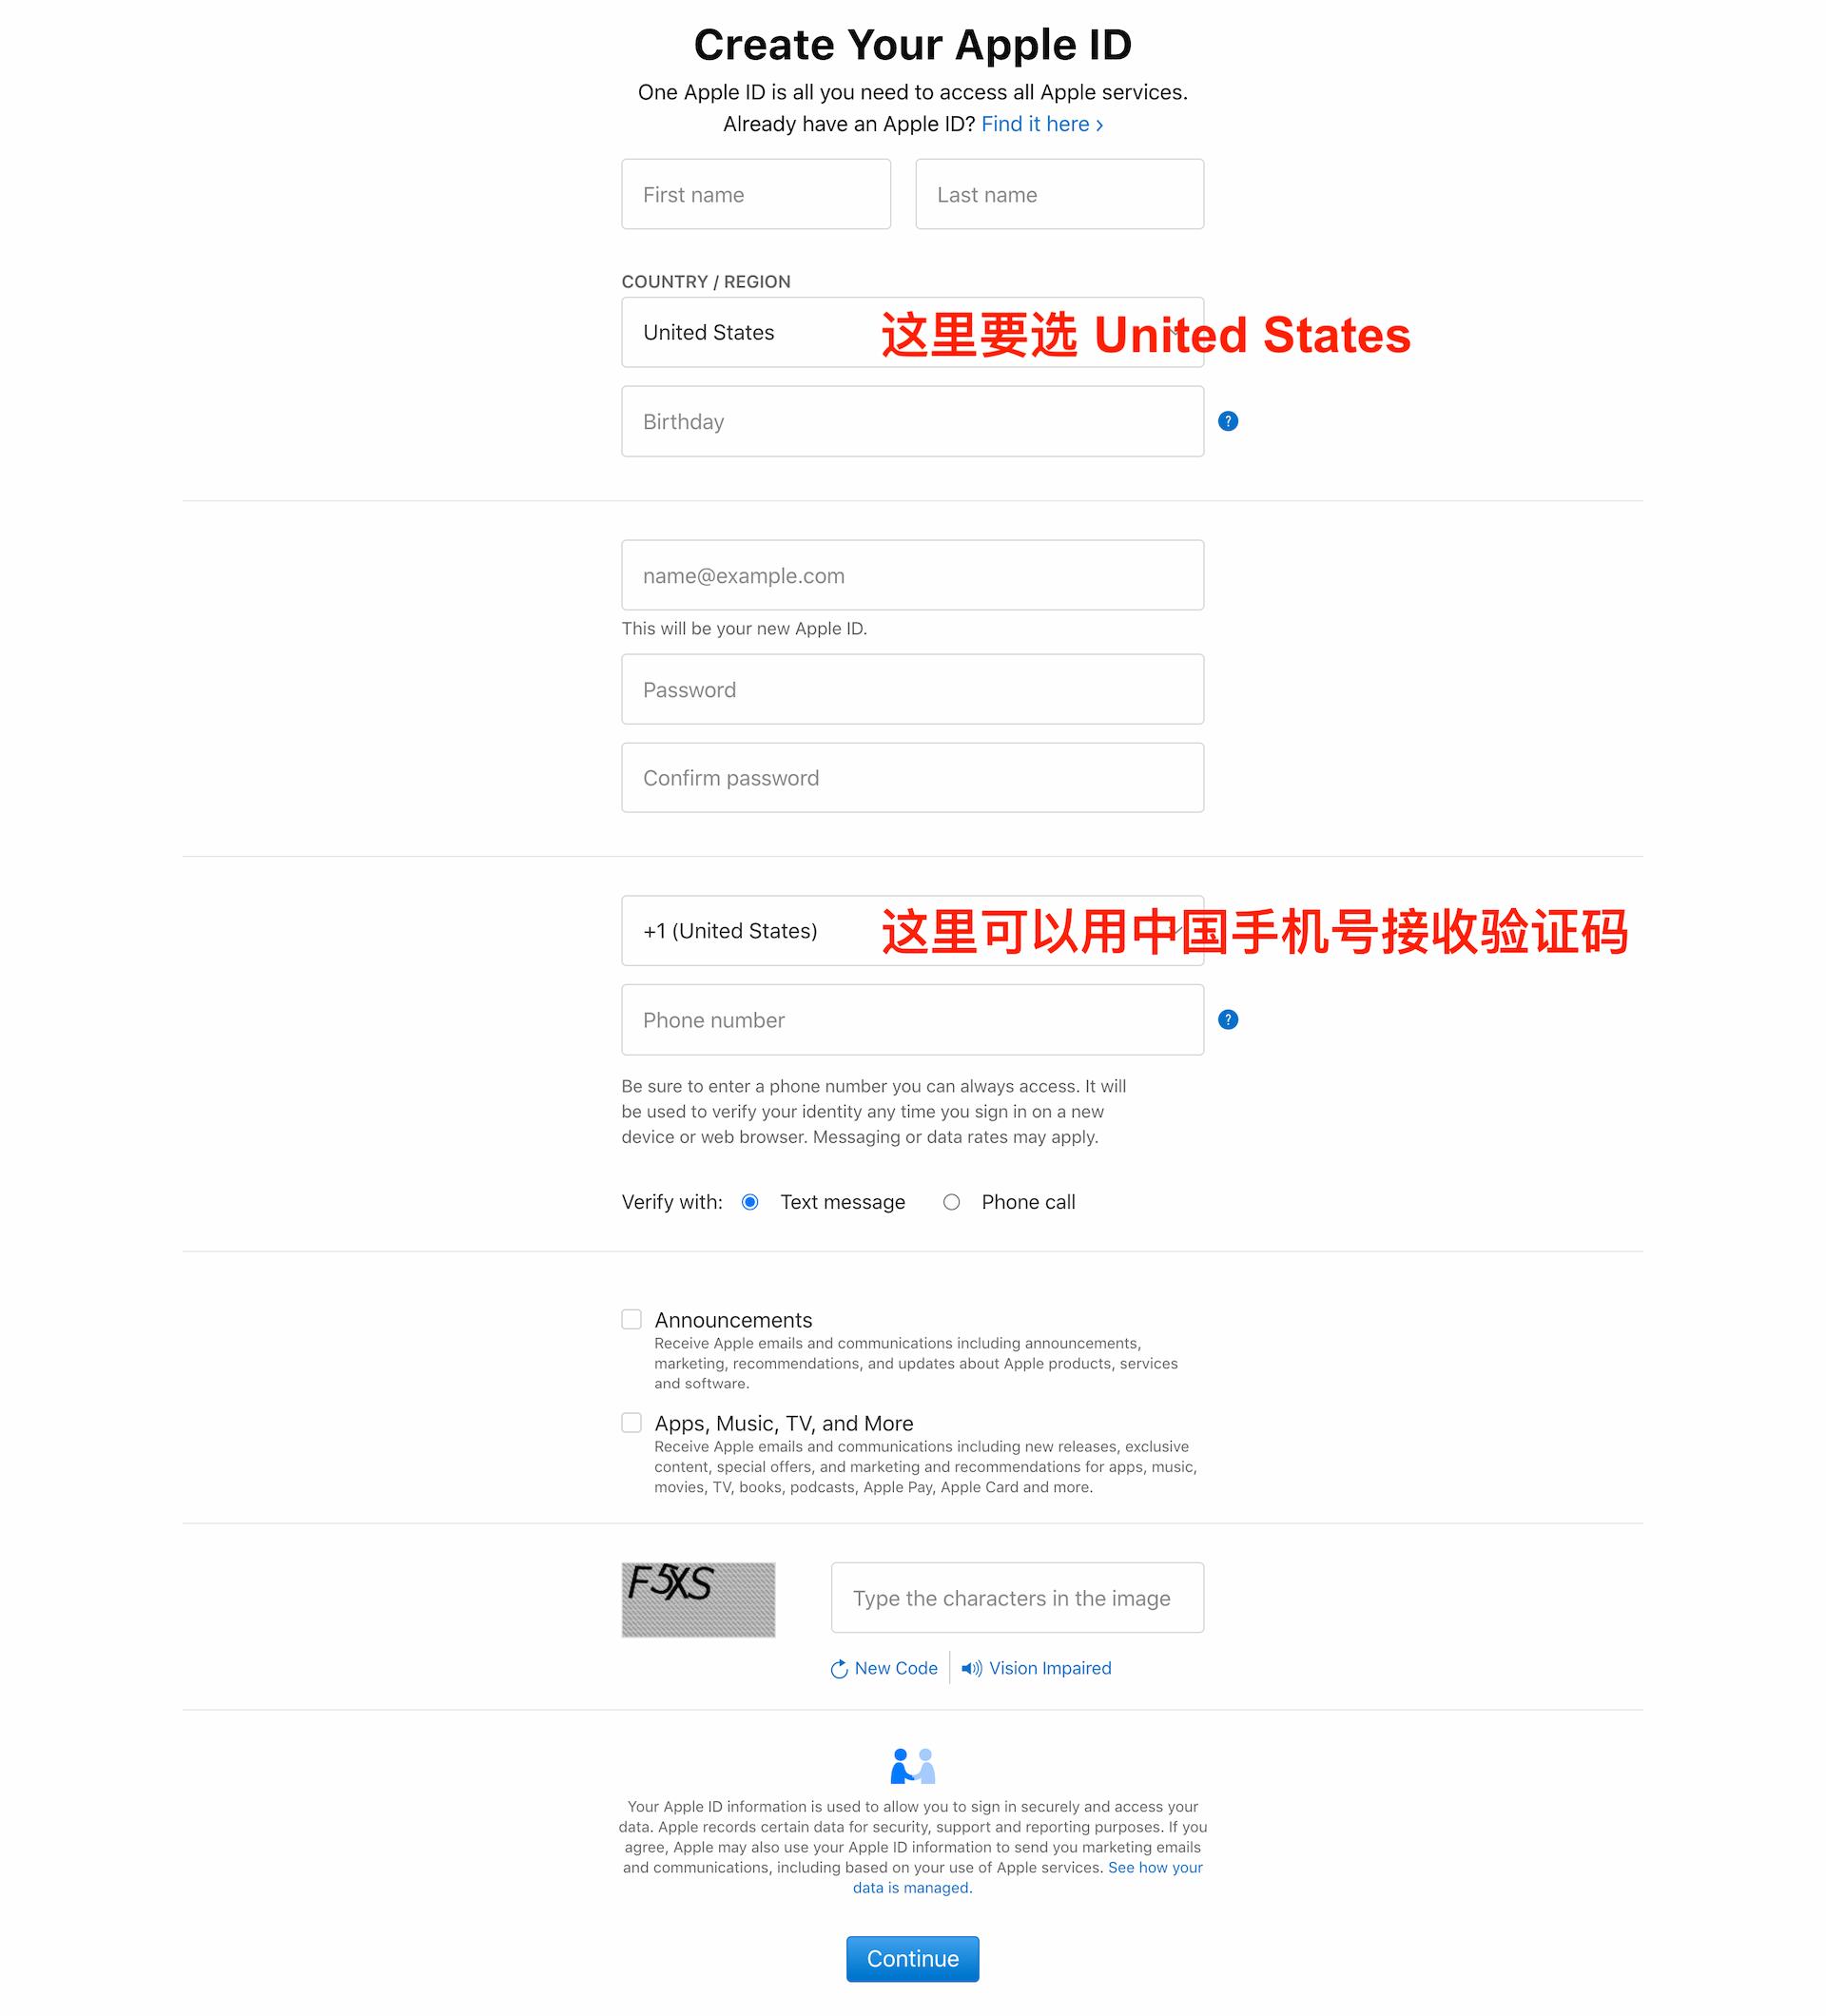 Create Your Apple ID
One Apple ID is all you need to access all Apple services.
Already have an Apple ID? Find it here ›
First name
Last name
COUNTRY / REGION
United States
这里要选 United States
Birthday
?
name@example.com
This will be your new Apple ID.
Password
Confirm password
+1 (United States)
这里可以用中国手机号接收验证码
Phone number
?
Be sure to enter a phone number you can always access. It will
be used to verify your identity any time you sign in on a new
device or web browser. Messaging or data rates may apply.
Verify with: Text message Phone call
Announcements
Receive Apple emails and communications including announcements,
marketing, recommendations, and updates about Apple products, services
and software.
Apps, Music, TV, and More
Receive Apple emails and communications including new releases, exclusive
content, special offers, and marketing and recommendations for apps, music,
movies, TV, books, podcasts, Apple Pay, Apple Card and more.
F5XS
Type the characters in the image
New Code
Vision Impaired
Your Apple ID information is used to allow you to sign in securely and access your
data. Apple records certain data for security, support and reporting purposes. If you
agree, Apple may also use your Apple ID information to send you marketing emails
and communications, including based on your use of Apple services. See how your
data is managed.
Continue